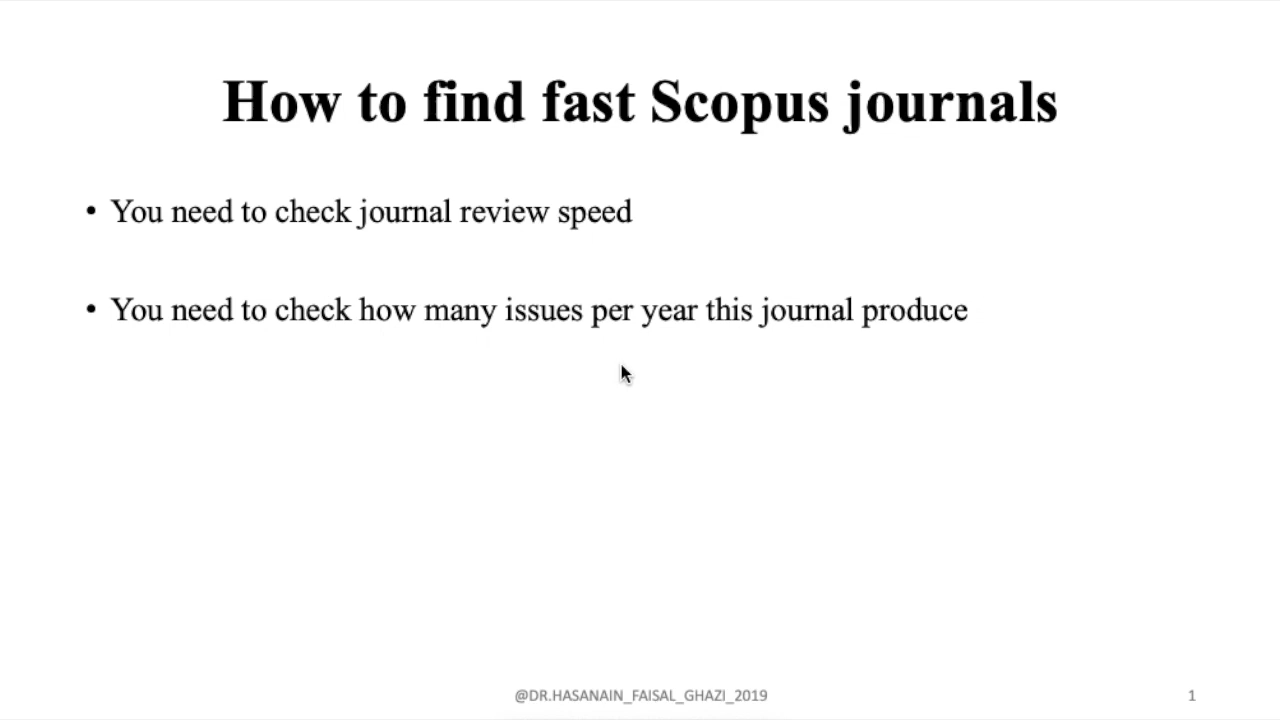 How to find fast Scopus journals
• You need to check journal review speed
• You need to check how many issues per year this journal produce
@DR.HASANAIN_FAISAL_GHAZI_2019
1